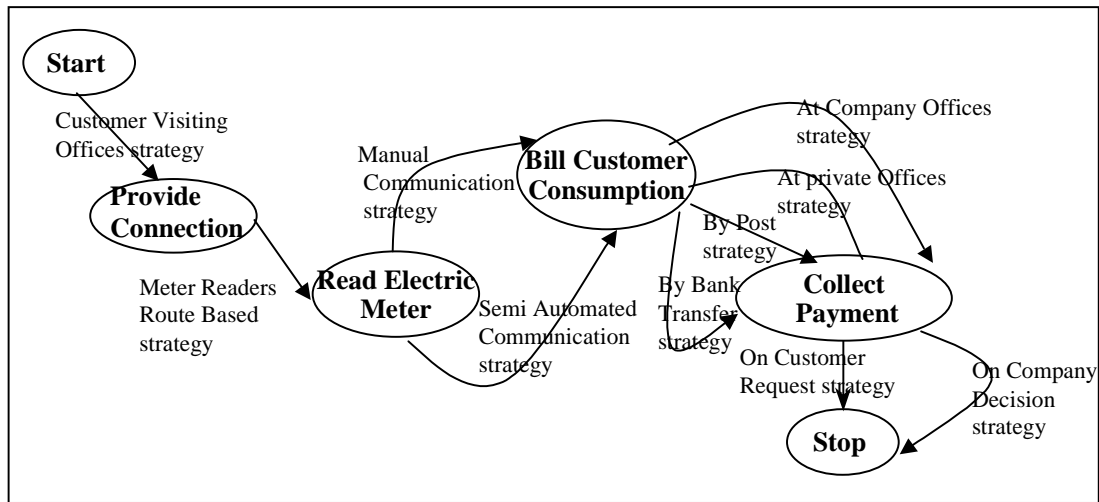 Start
Customer Visiting
Offices strategy
Provide
Connection
Meter Readers
Route Based
strategy
Read Electric
Meter
Manual
Communication
strategy
Semi Automated
Communication
strategy
Bill Customer
Consumption
At Company Offices
strategy
At private Offices
strategy
By Post
strategy
By Bank
Transfer
strategy
Collect
Payment
On Customer
Request strategy
On Company
Decision
strategy
Stop